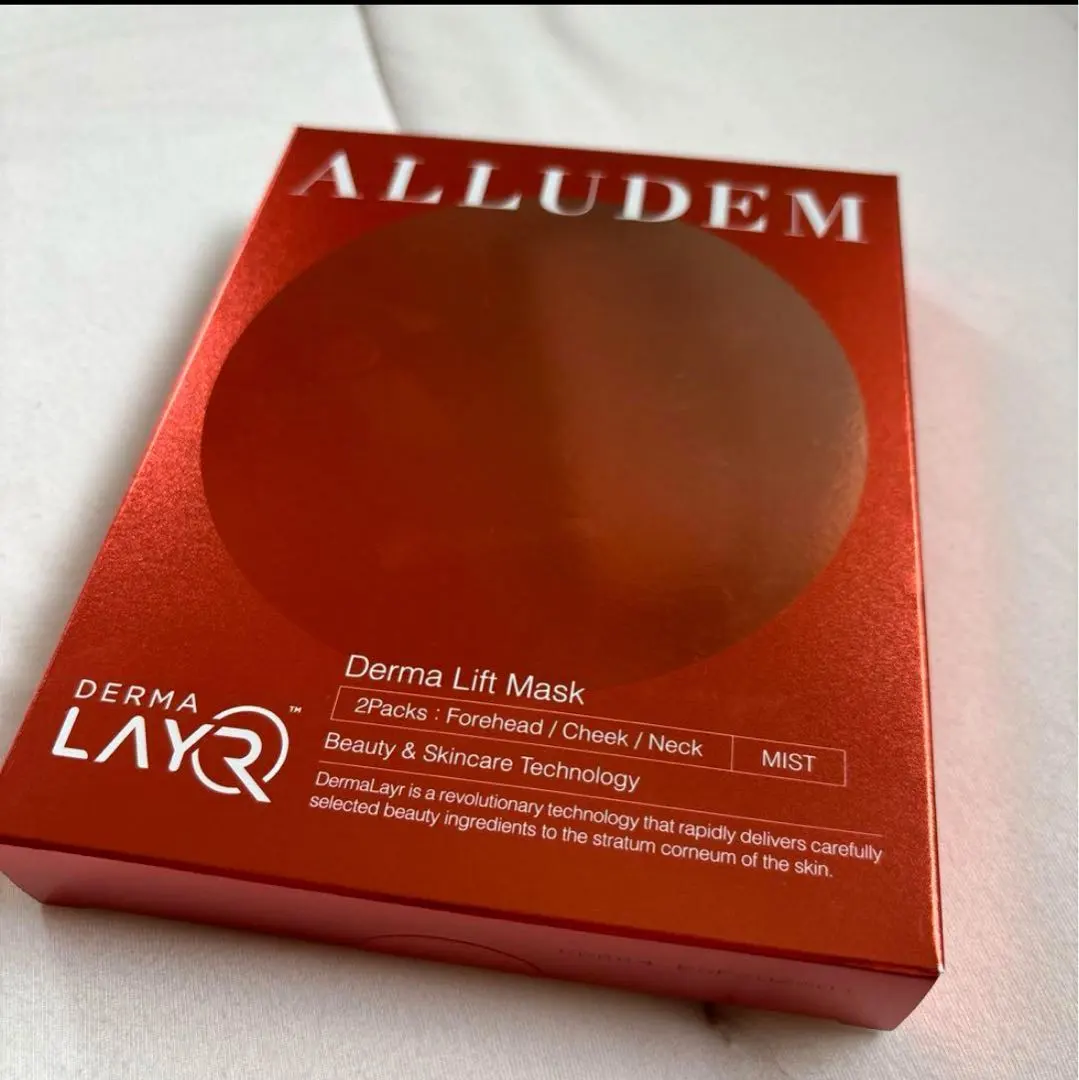 ALLUDEM
DERMA
LAYR™
Derma Lift Mask
2Packs : Forehead / Cheek / Neck
MIST
Beauty & Skincare Technology
DermaLayr is a revolutionary technology that rapidly delivers carefully
selected beauty ingredients to the stratum corneum of the skin.